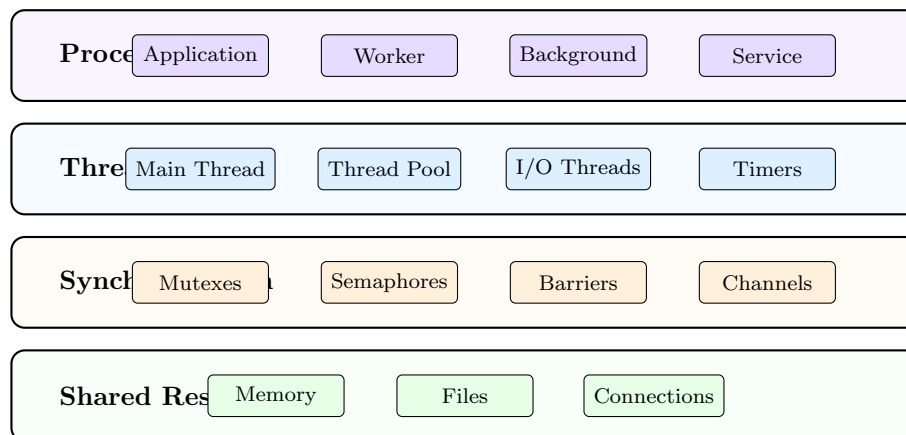 Proce Application Worker Background Service
Thre Main Thread Thread Pool I/O Threads Timers
Synch Mutexes Semaphores Barriers Channels
Shared Res Memory Files Connections